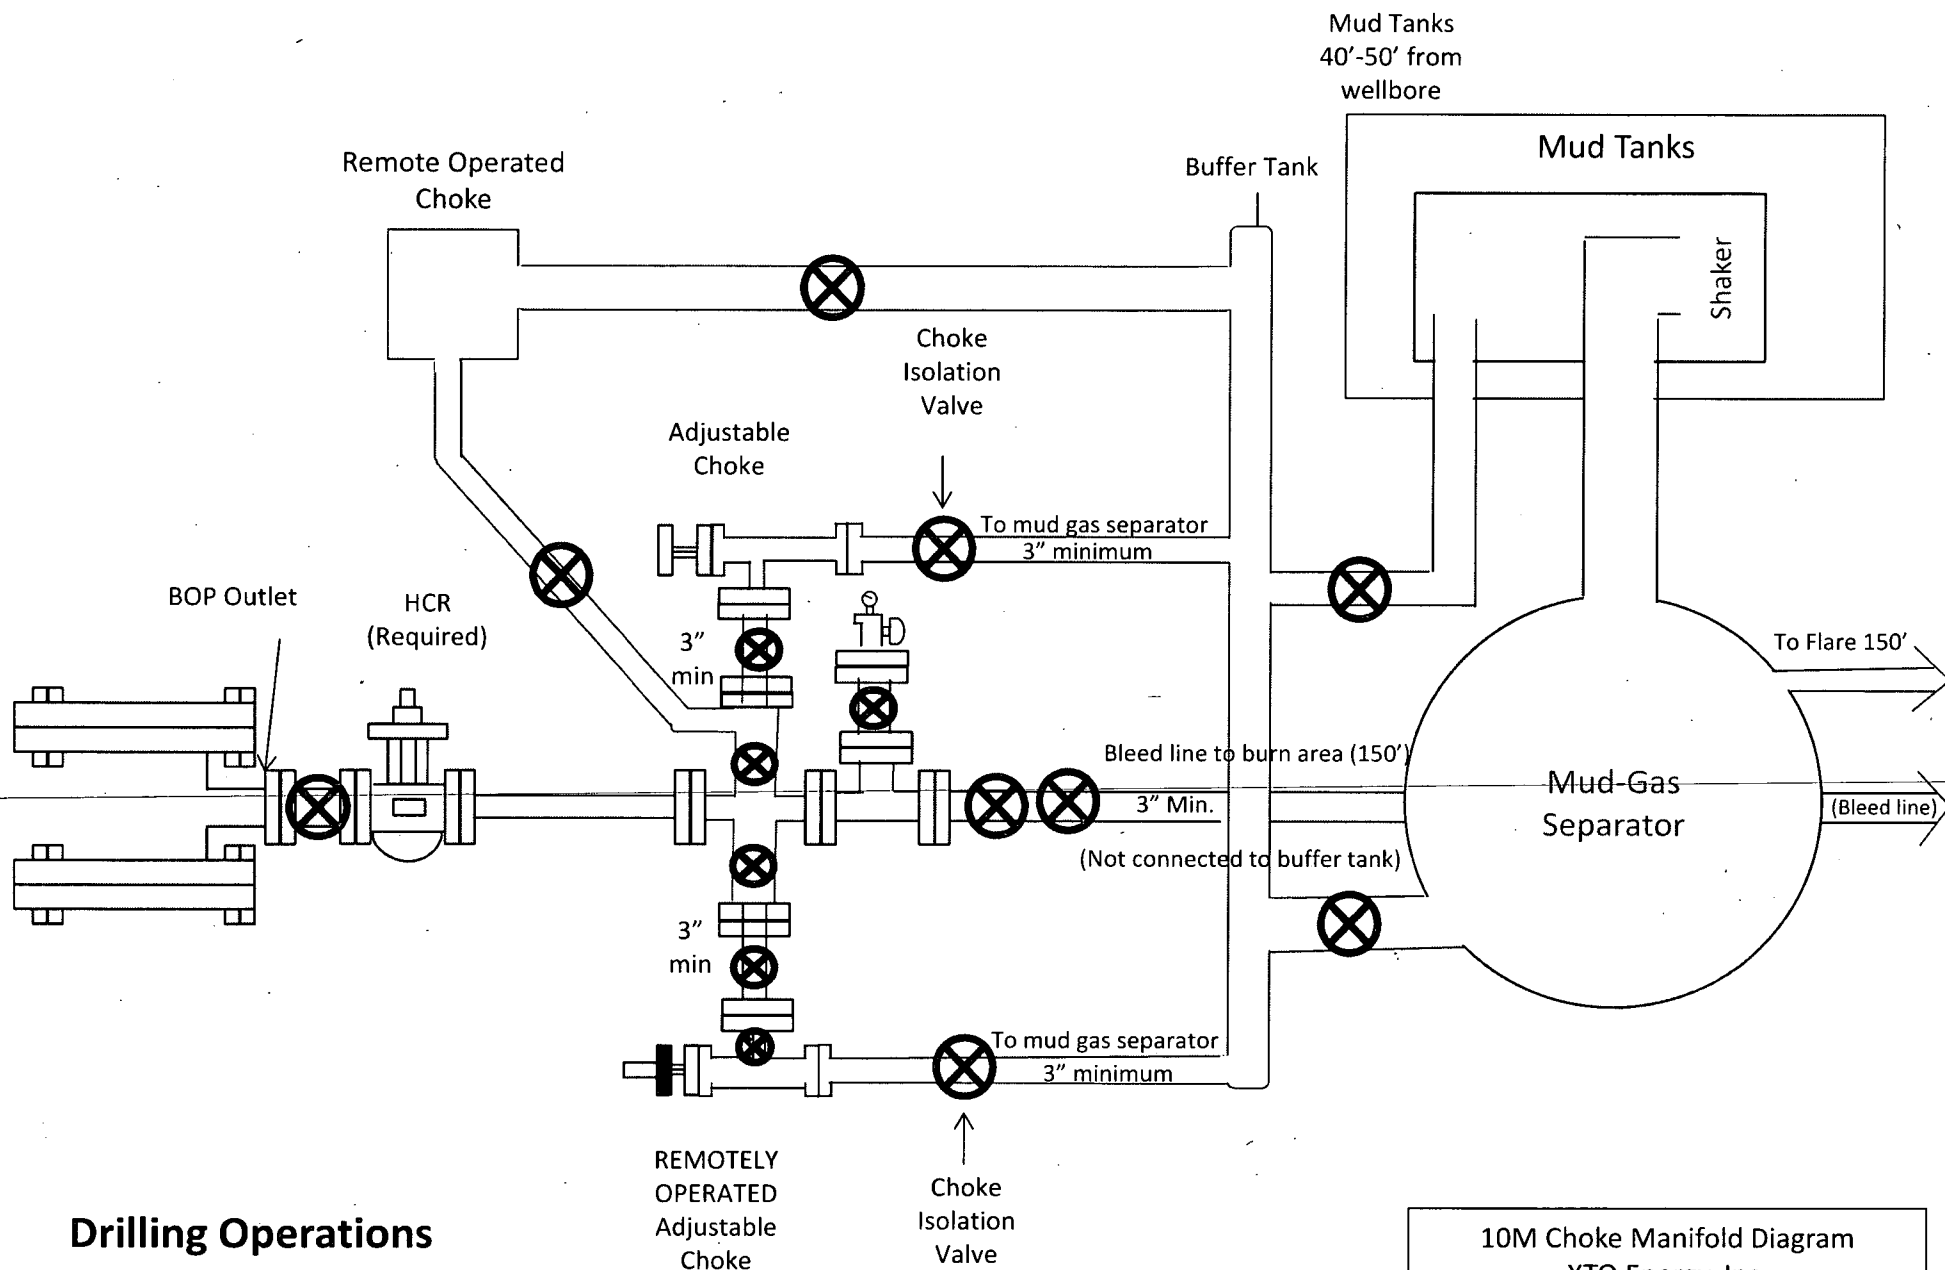 Mud Tanks
40’-50’ from
wellbore
Mud Tanks
Remote Operated
Choke
Buffer Tank
Shaker
Choke
Isolation
Valve
Adjustable
Choke
To mud gas separator
3” minimum
BOP Outlet
HCR
(Required)
3”
min
To Flare 150’
Bleed line to burn area (150’)
3” Min.
Mud-Gas
Separator
(Bleed line)
(Not connected to buffer tank)
3”
min
To mud gas separator
3” minimum
REMOTELY
OPERATED
Adjustable
Choke
Choke
Isolation
Valve
Drilling Operations
10M Choke Manifold Diagram